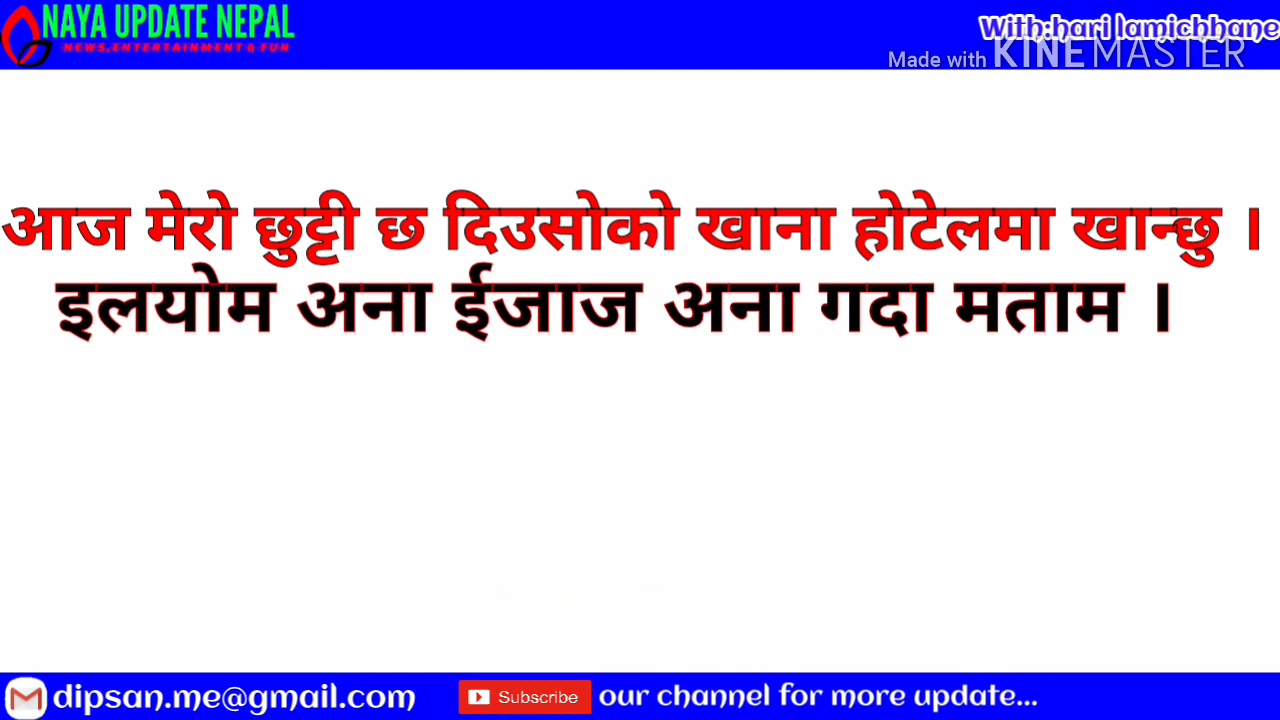 NAYA UPDATE NEPAL
NEWS,ENTERTAINMENT & FUN
With:hari lamichhane
Made with KINEMASTER
आज मेरो छुट्टी छ दिउसोको खाना होटेलमा खान्छु ।
इलयोम अना ईजाज अना गदा मताम ।
dipsan.me@gmail.com
Subscribe
our channel for more update...